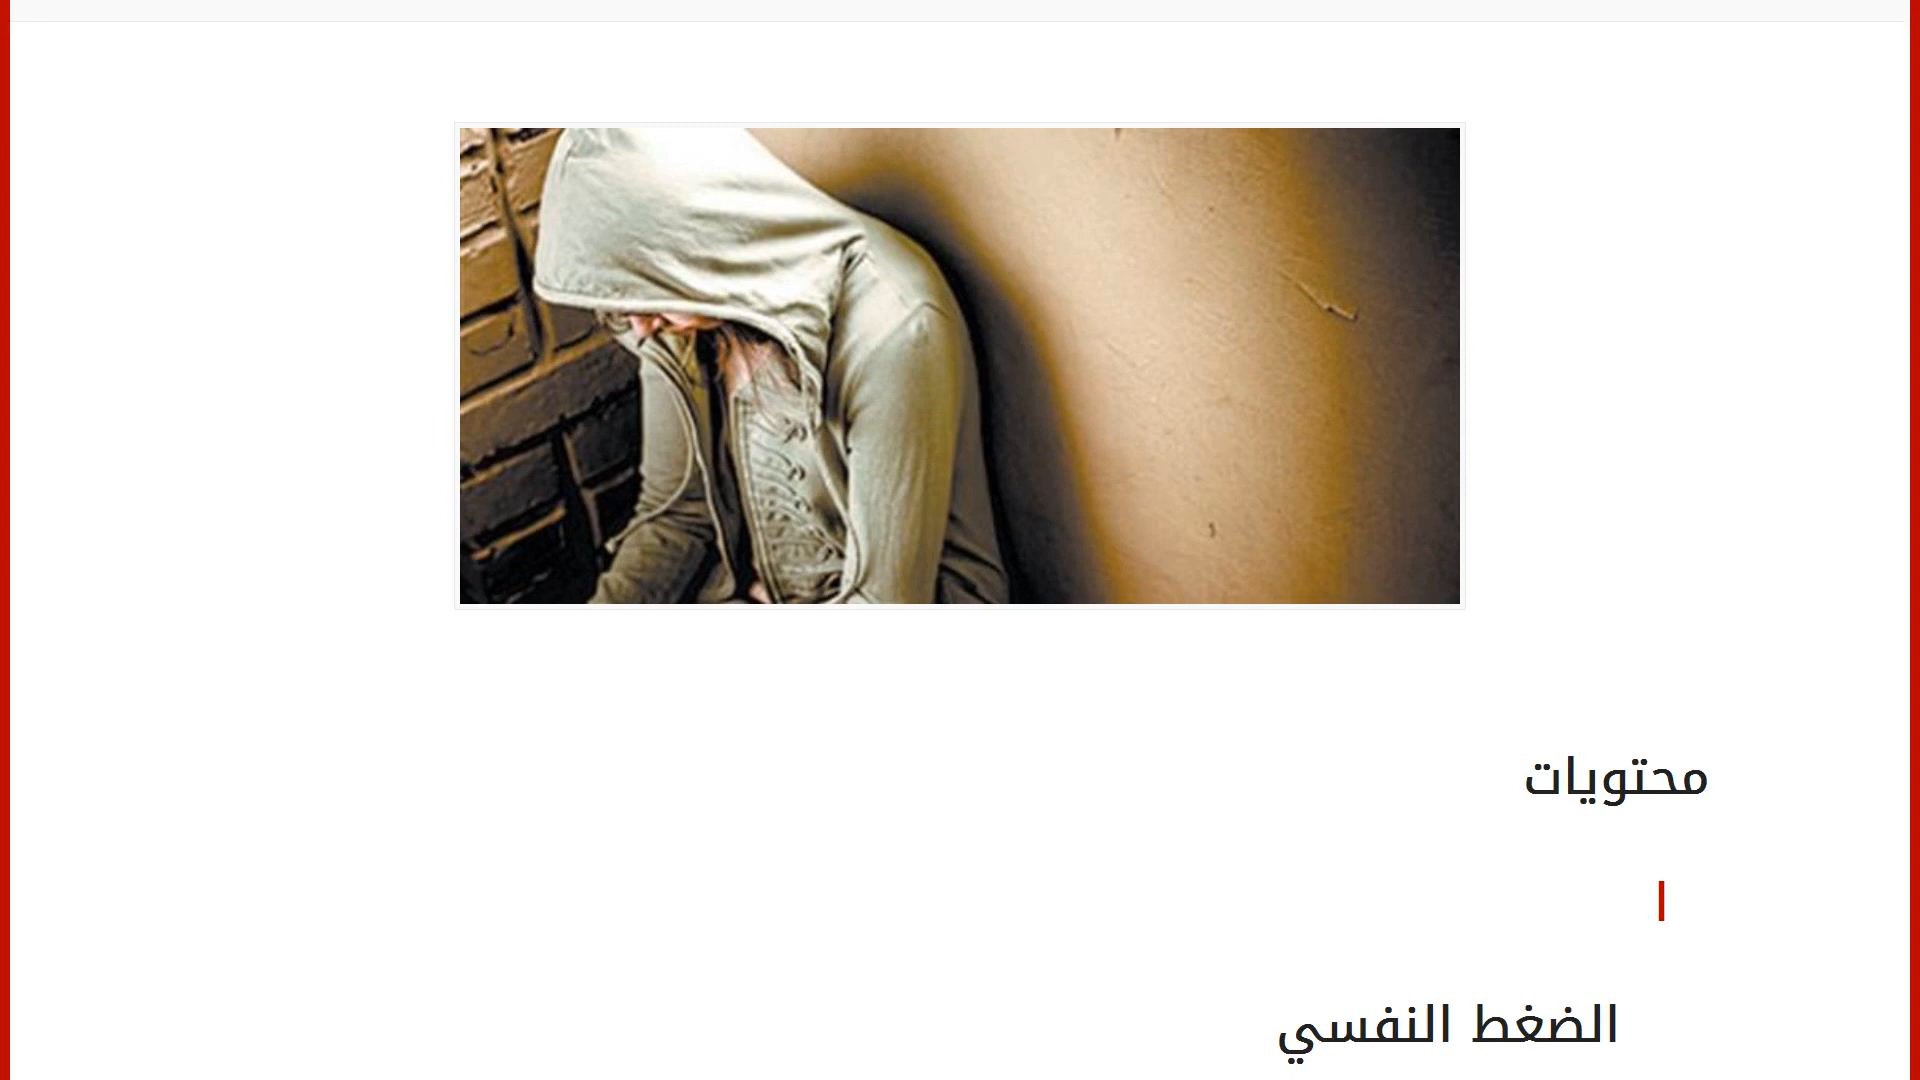 محتويات
ا
الضغط النفسي